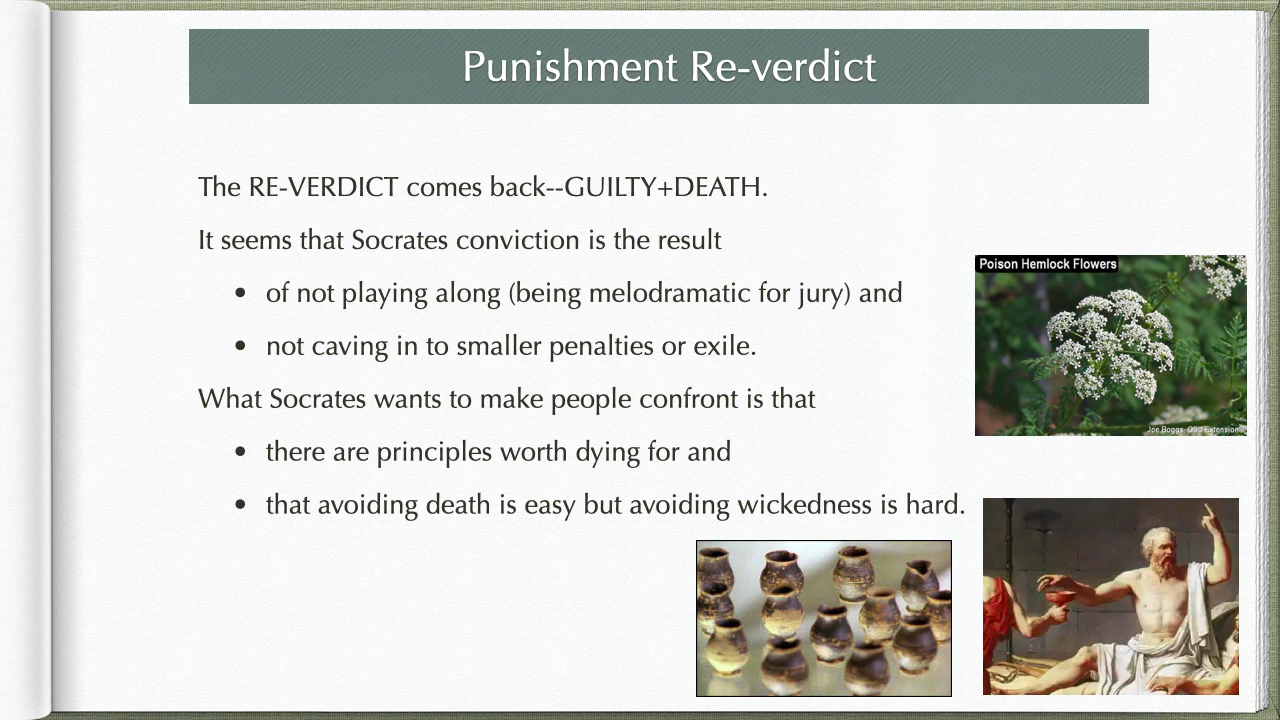 Punishment Re-verdict
The RE-VERDICT comes back--GUILTY+DEATH.
It seems that Socrates conviction is the result
• of not playing along (being melodramatic for jury) and
• not caving in to smaller penalties or exile.
What Socrates wants to make people confront is that
• there are principles worth dying for and
• that avoiding death is easy but avoiding wickedness is hard.
Poison Hemlock Flowers
Joe Boggs, OSU Extension